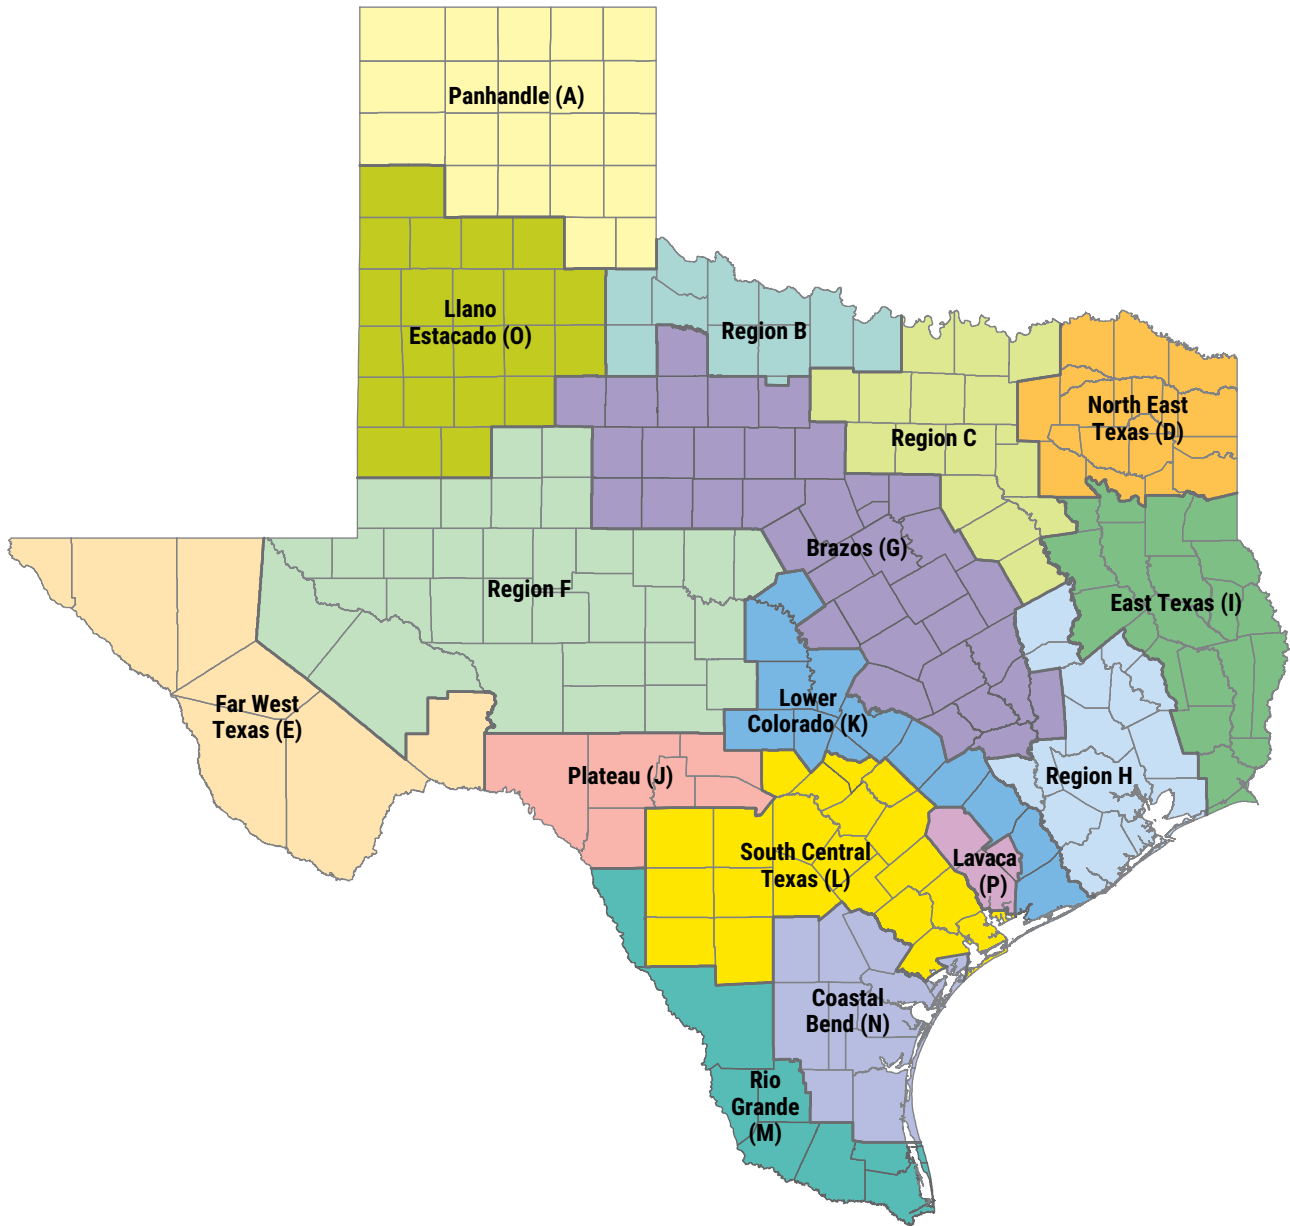 Panhandle (A)
Llano
Estacado (O)
Region B
North East
Texas (D)
Region C
Brazos (G)
Region F
East Texas (I)
Far West
Texas (E)
Lower
Colorado (K)
Plateau (J)
Region H
South Central
Texas (L)
Lavaca
(P)
Coastal
Bend (N)
Rio
Grande
(M)